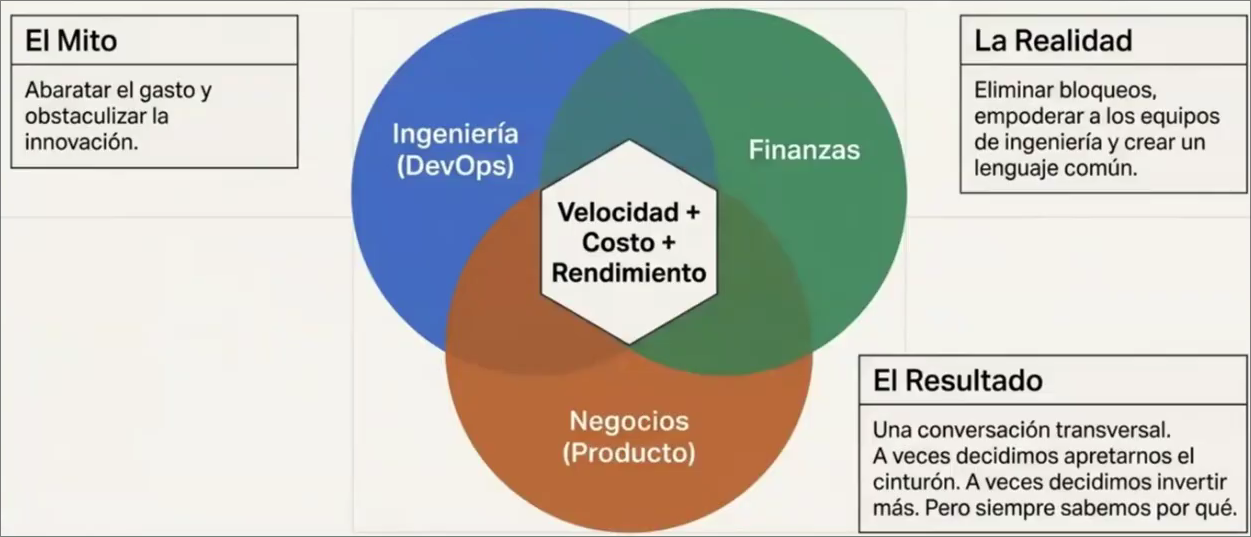 El Mito
Abaratar el gasto y
obstaculizar la
innovación.
Ingeniería
(DevOps)
Finanzas
Velocidad +
Costo +
Rendimiento
Negocios
(Producto)
La Realidad
Eliminar bloqueos,
empoderar a los equipos
de ingeniería y crear un
lenguaje común.
El Resultado
Una conversación transversal.
A veces decidimos apretarnos el
cinturón. A veces decidimos invertir
más. Pero siempre sabemos por qué.